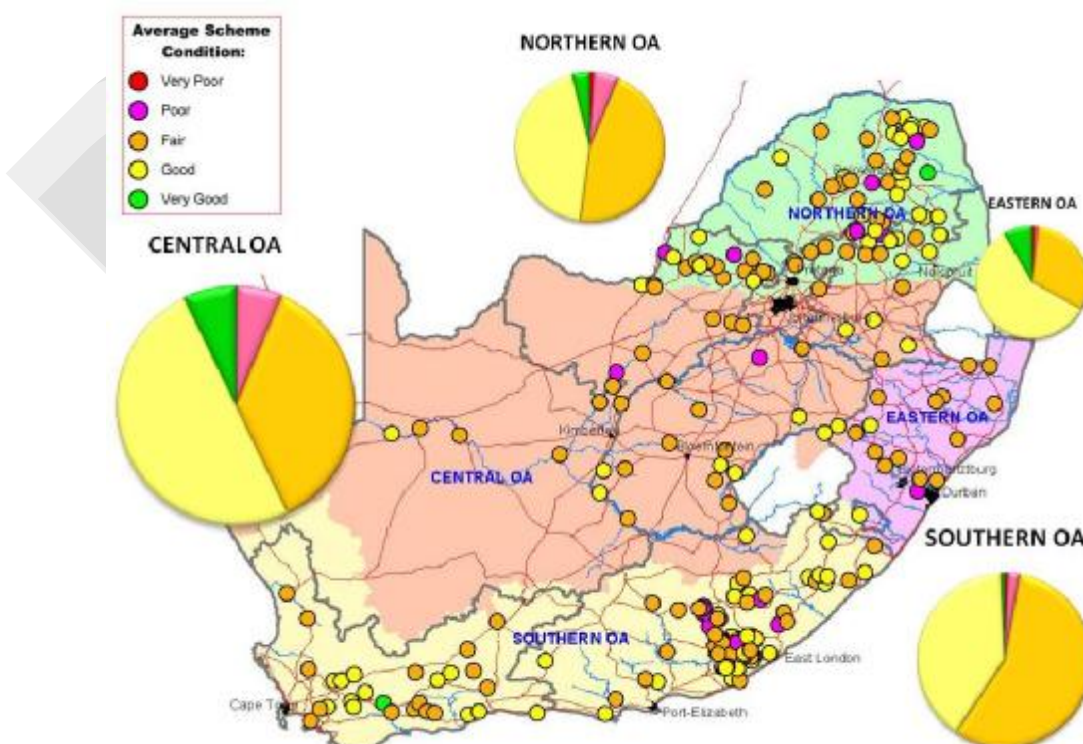 Average Scheme
Condition:
Very Poor
Poor
Fair
Good
Very Good
NORTHERN OA
CENTRAL OA
EASTERN OA
NORTHERN OA
Nelspruit
EASTERN OA
Kimberley
Bloemfontein
CENTRAL OA
Durban
SOUTHERN OA
SOUTHERN OA
East London
Cape Town
Port-Elizabeth